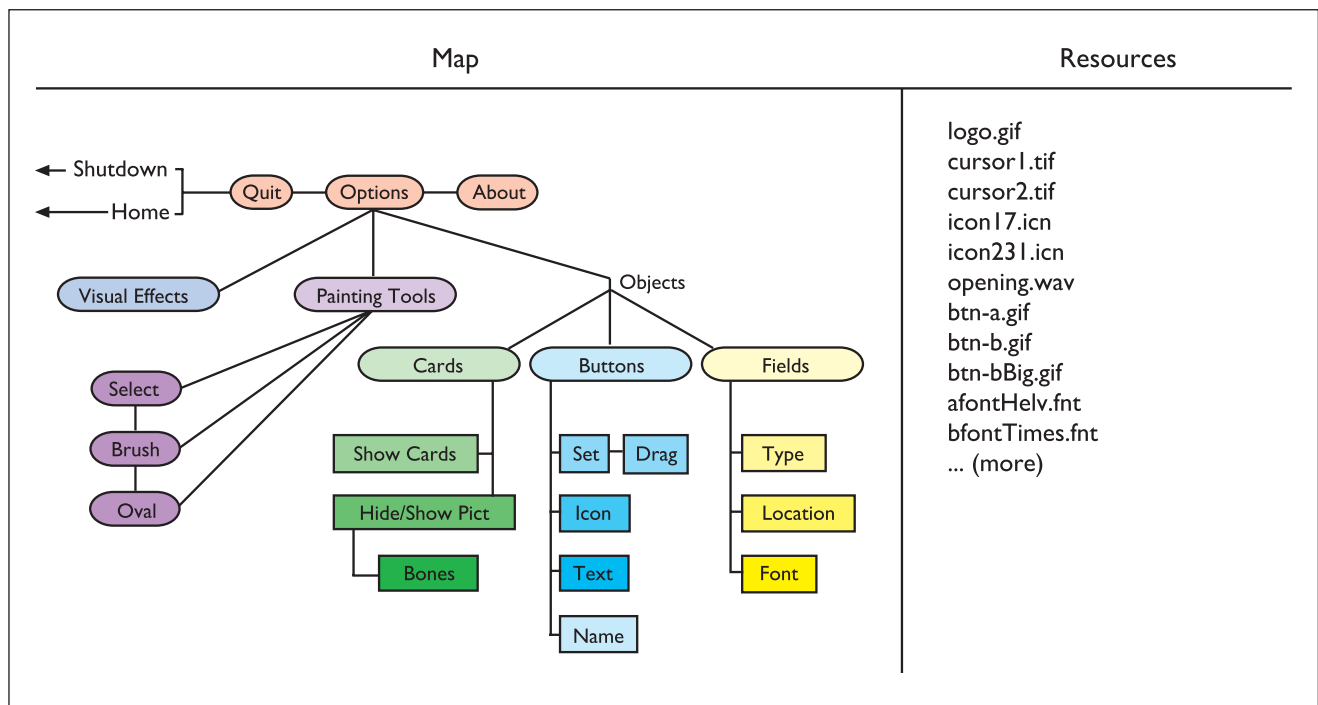 Map
Resources
Shutdown
Home
Quit
Options
About
Visual Effects
Painting Tools
Objects
Select
Brush
Oval
Cards
Buttons
Fields
Show Cards
Hide/Show Pict
Bones
Set
Drag
Icon
Text
Name
Type
Location
Font
logo.gif
cursor1.tif
cursor2.tif
icon17.icn
icon231.icn
opening.wav
btn-a.gif
btn-b.gif
btn-bBig.gif
afontHelv.fnt
bfontTimes.fnt
... (more)